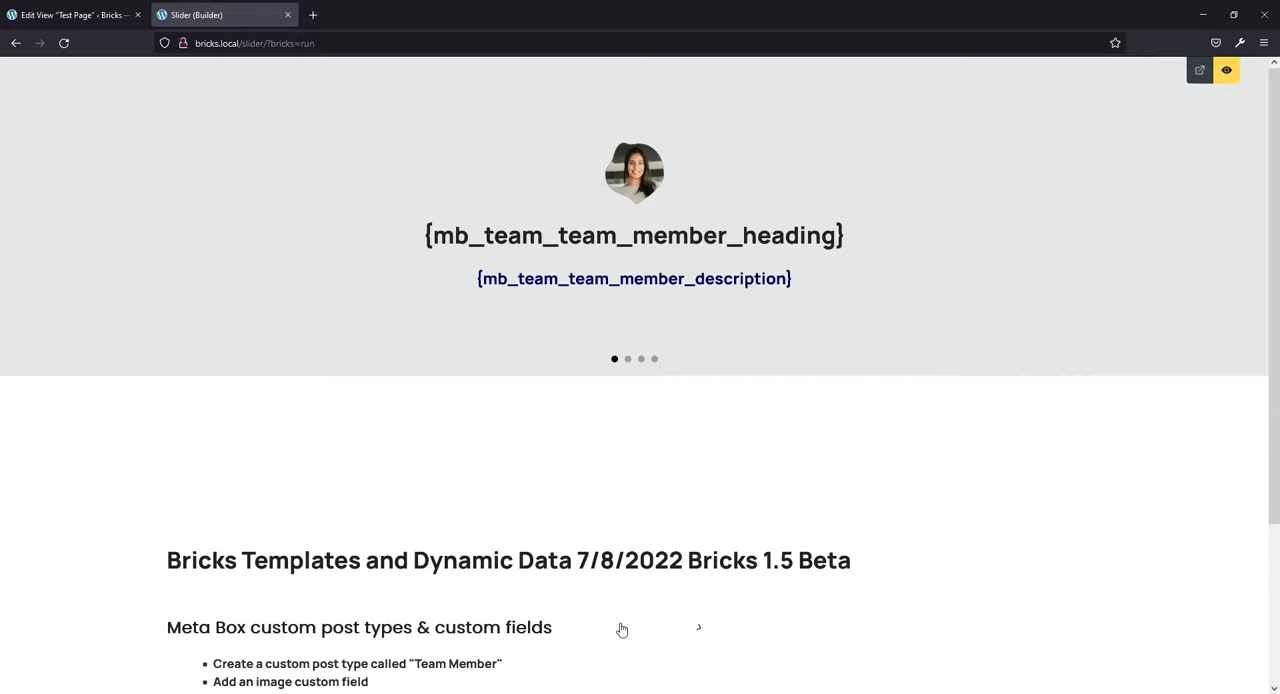 Edit View "Test Page" ‹ Bricks —
Slider (Builder)
bricks.local/slider/?bricks=run
{mb_team_team_member_heading}
{mb_team_team_member_description}
Bricks Templates and Dynamic Data 7/8/2022 Bricks 1.5 Beta
Meta Box custom post types & custom fields
Create a custom post type called "Team Member"
Add an image custom field